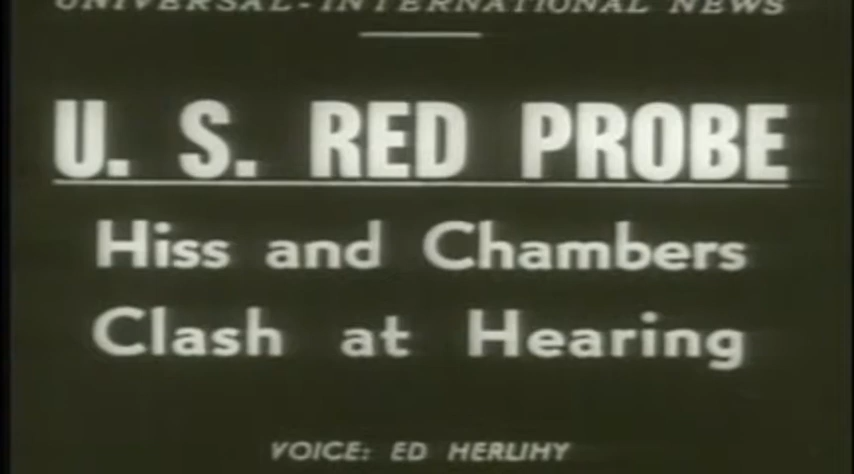 UNIVERSAL-INTERNATIONAL NEWS
U. S. RED PROBE
Hiss and Chambers
Clash at Hearing
VOICE: ED HERLIHY